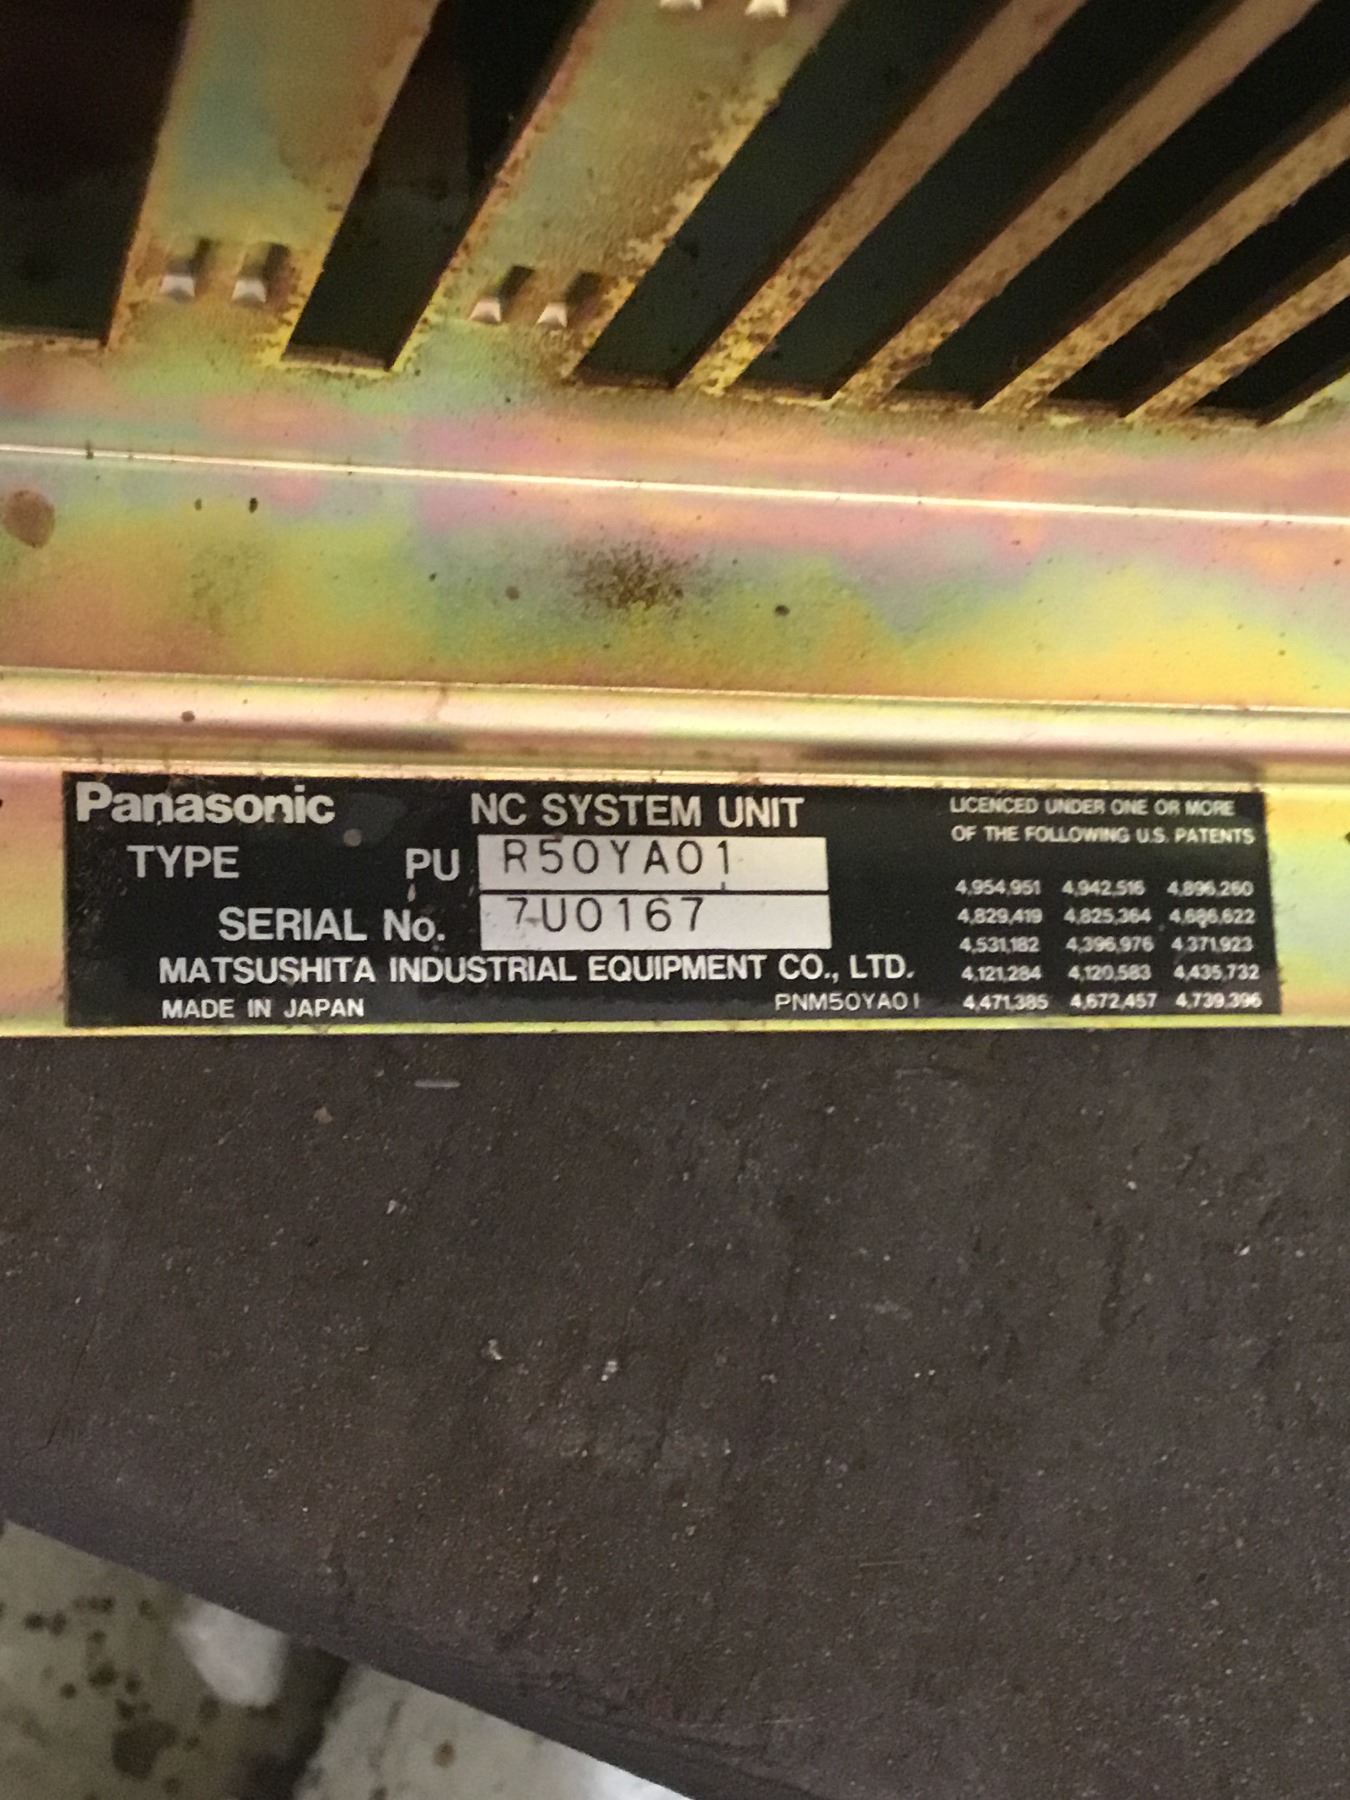 Panasonic NC SYSTEM UNIT
TYPE PU R50YA01
SERIAL No. 7U0167
MATSUSHITA INDUSTRIAL EQUIPMENT CO., LTD.
MADE IN JAPAN PNM50YA01
LICENCED UNDER ONE OR MORE
OF THE FOLLOWING U.S. PATENTS
4,954,951 4,942,516 4,896,260
4,829,419 4,825,364 4,686,622
4,531,182 4,396,976 4,371,923
4,121,284 4,120,583 4,435,732
4,471,385 4,672,457 4,739,396